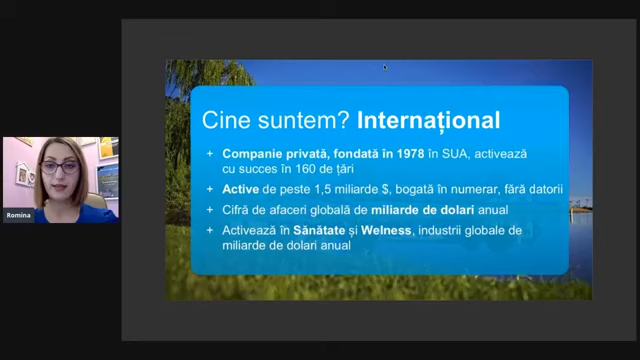 Cine suntem? Internațional
+ Companie privată, fondată în 1978 în SUA, activează
cu succes în 160 de țări
+ Active de peste 1,5 miliarde $, bogată în numerar, fără datorii
+ Cifră de afaceri globală de miliarde de dolari anual
+ Activează în Sănătate și Welness, industrii globale de
miliarde de dolari anual
Romina